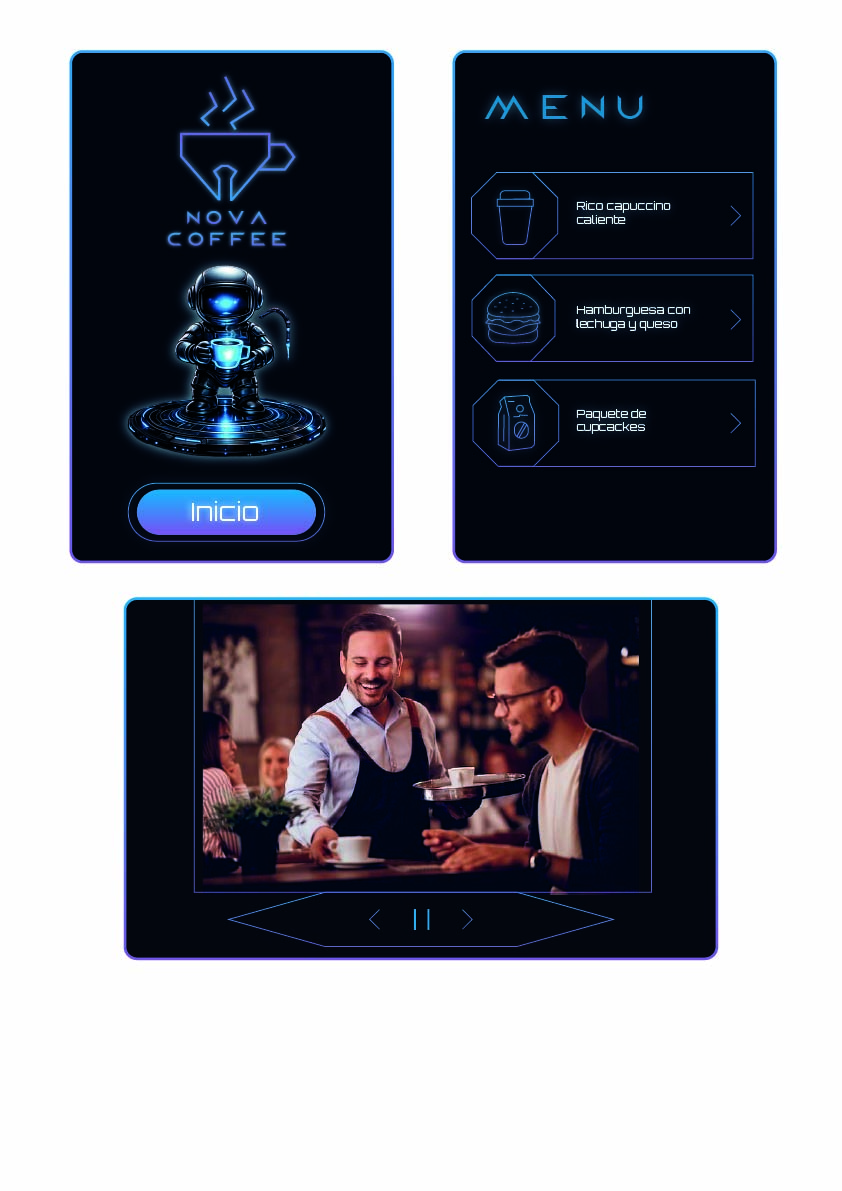 NOVA
COFFEE
Inicio
MENU
Rico capuccino
caliente
Hamburguesa con
lechuga y queso
Paquete de
cupcackes